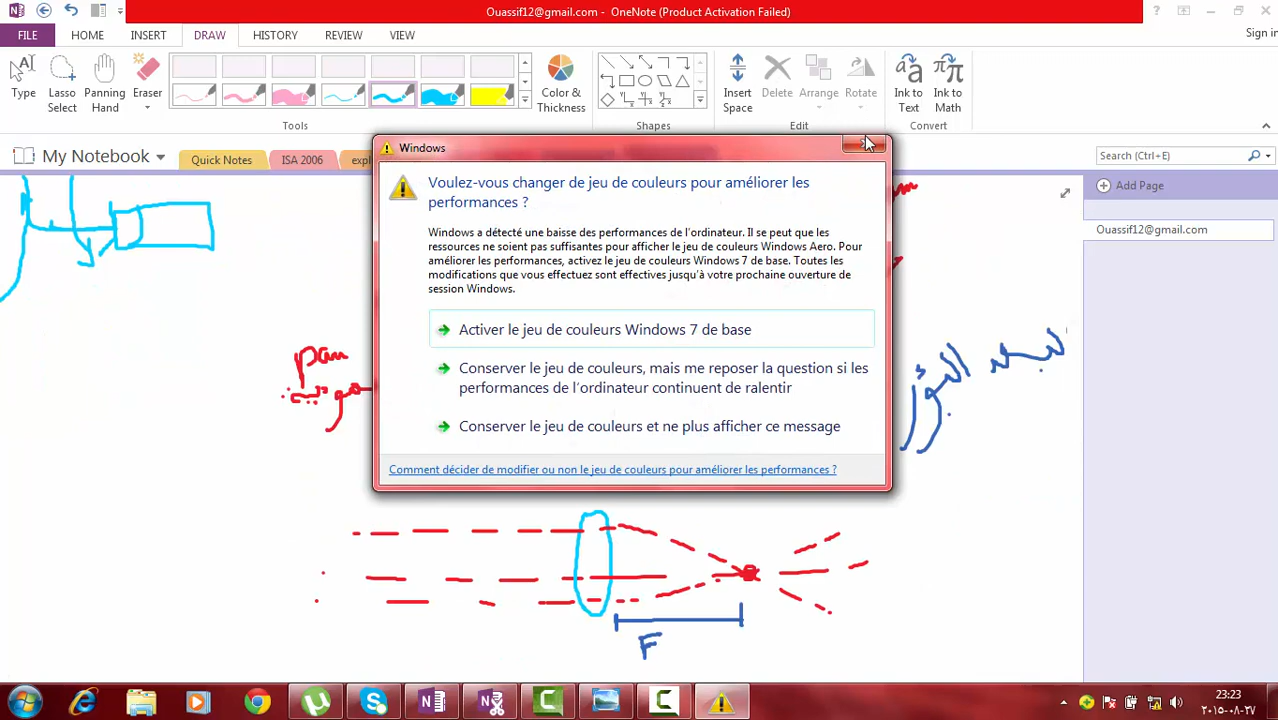 Ouassif12@gmail.com - OneNote (Product Activation Failed)
Sign in
FILE HOME INSERT DRAW HISTORY REVIEW VIEW
Type
Lasso Select
Panning Hand
Eraser
Color & Thickness
Insert Space
Delete
Arrange
Rotate
Ink to Text
Ink to Math
Tools
Shapes
Edit
Convert
My Notebook
Quick Notes
ISA 2006
expl
Search (Ctrl+E)
Add Page
Ouassif12@gmail.com
Windows
Voulez-vous changer de jeu de couleurs pour améliorer les
performances ?
Windows a détecté une baisse des performances de l'ordinateur. Il se peut que les
ressources ne soient pas suffisantes pour afficher le jeu de couleurs Windows Aero. Pour
améliorer les performances, activez le jeu de couleurs Windows 7 de base. Toutes les
modifications que vous effectuez sont effectives jusqu'à votre prochaine ouverture de
session Windows.
Activer le jeu de couleurs Windows 7 de base
Conserver le jeu de couleurs, mais me reposer la question si les
performances de l'ordinateur continuent de ralentir
Conserver le jeu de couleurs et ne plus afficher ce message
Comment décider de modifier ou non le jeu de couleurs pour améliorer les performances ?
F
23:23
٢٠١٥-٠٨-٢٧